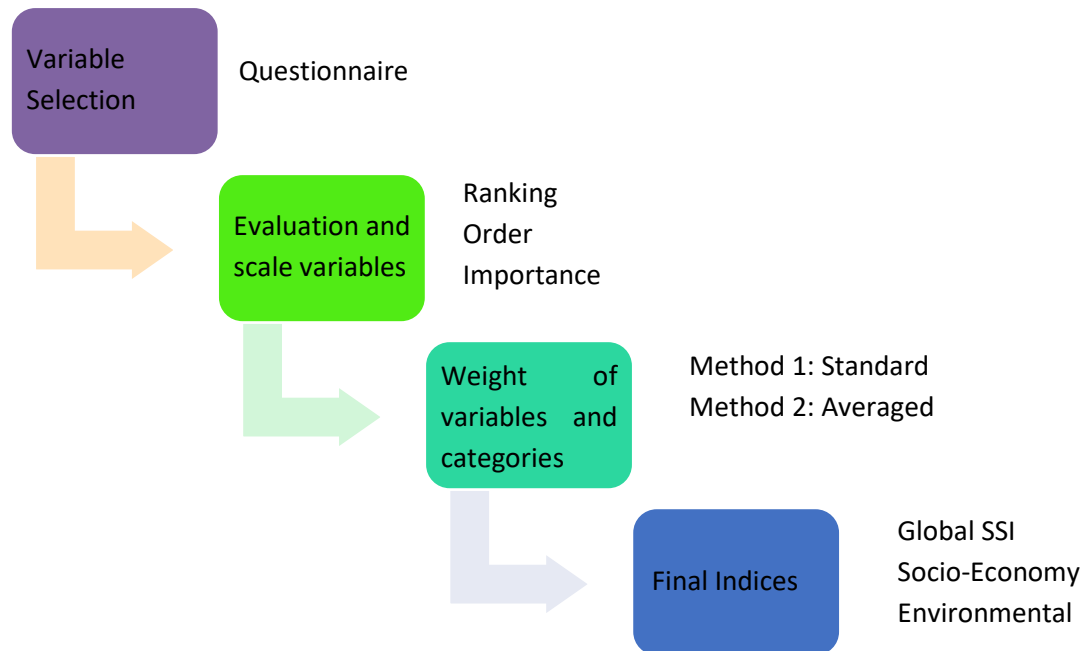 Variable
Selection
Questionnaire
Evaluation and
scale variables
Ranking
Order
Importance
Weight of
variables and
categories
Method 1: Standard
Method 2: Averaged
Final Indices
Global SSI
Socio-Economy
Environmental